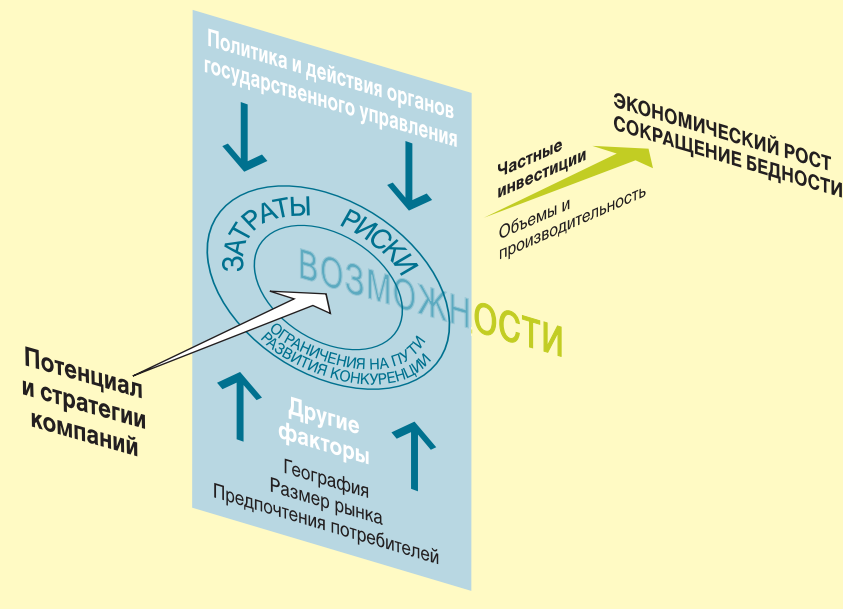 Политика и действия органов
государственного управления
ЗАТРАТЫ РИСКИ
ВОЗМОЖНОСТИ
ОГРАНИЧЕНИЯ НА ПУТИ
РАЗВИТИЯ КОНКУРЕНЦИИ
Потенциал
и стратегии
компаний
Другие
факторы
География
Размер рынка
Предпочтения потребителей
Частные
инвестиции
Объемы и
производительность
ЭКОНОМИЧЕСКИЙ РОСТ
СОКРАЩЕНИЕ БЕДНОСТИ